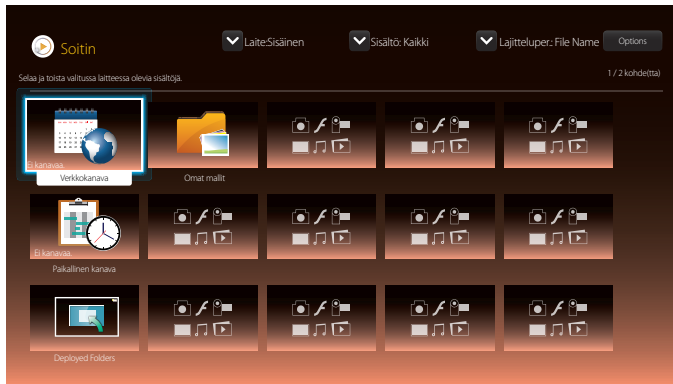 Soitin
Laite:Sisäinen
Sisältö: Kaikki
Lajitteluper.: File Name
Options
Selaa ja toista valitussa laitteessa olevia sisältöjä.
1 / 2 kohde(tta)
Ei kanavaa.
Verkkokanava
Omat mallit
Ei kanavaa.
Paikallinen kanava
Deployed Folders